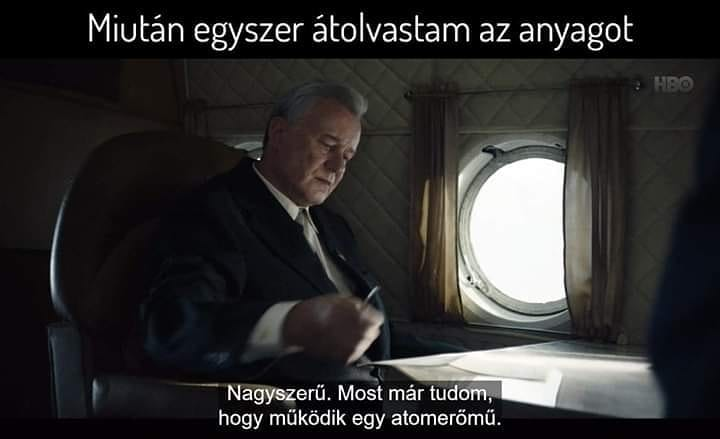 Miután egyszer átolvastam az anyagot
HBO
Nagyszerű. Most már tudom,
hogy működik egy atomerőmű.